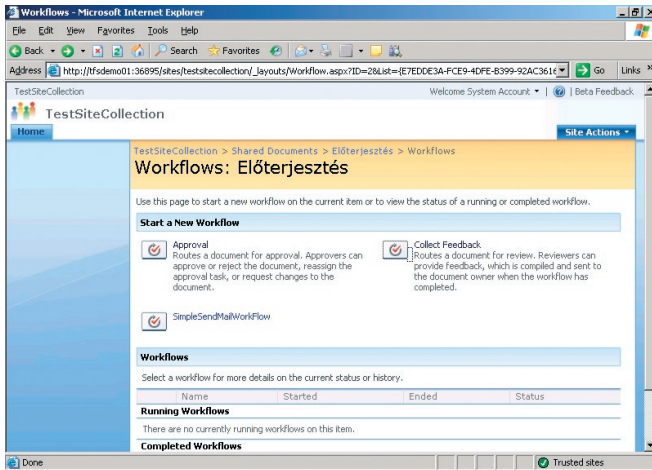 Workflows - Microsoft Internet Explorer
File Edit View Favorites Tools Help
Back Search Favorites
Address http://tfsdemo01:36895/sites/testsitecollection/_layouts/Workflow.aspx?ID=2&List={E7EDDE3A-FCE9-4DFE-B399-92AC361 Go Links »
TestSiteCollection Welcome System Account | Beta Feedback
TestSiteCollection
Home Site Actions
TestSiteCollection > Shared Documents > Előterjesztés > Workflows
Workflows: Előterjesztés
Use this page to start a new workflow on the current item or to view the status of a running or completed workflow.
Start a New Workflow
Approval
Routes a document for approval. Approvers can
approve or reject the document, reassign the
approval task, or request changes to the
document.
Collect Feedback
Routes a document for review. Reviewers can
provide feedback, which is compiled and sent to
the document owner when the workflow has
completed.
SimpleSendMailWorkFlow
Workflows
Select a workflow for more details on the current status or history.
Name Started Ended Status
Running Workflows
There are no currently running workflows on this item.
Completed Workflows
Done Trusted sites